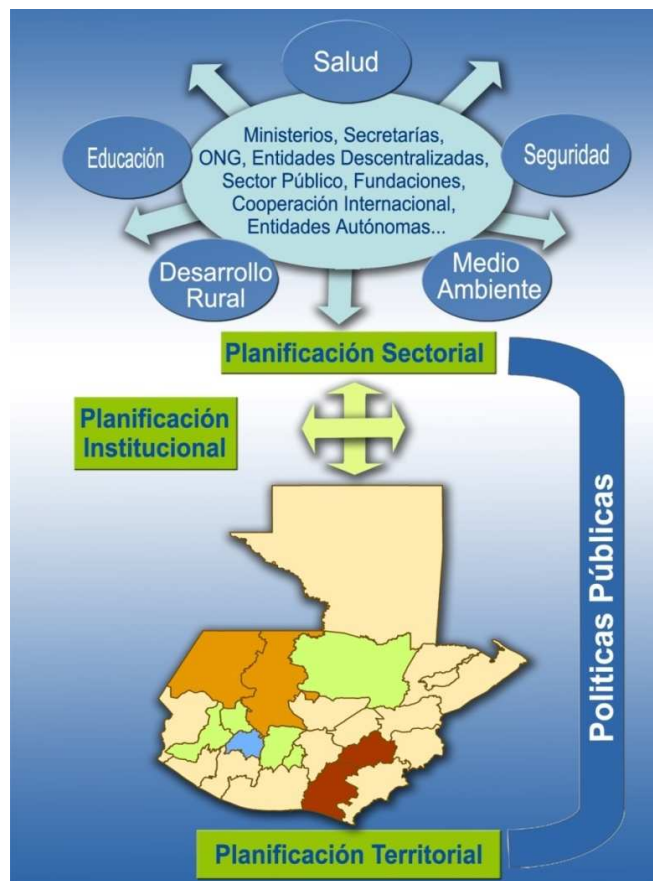 Salud
Educación
Seguridad
Ministerios, Secretarías,
ONG, Entidades Descentralizadas,
Sector Público, Fundaciones,
Cooperación Internacional,
Entidades Autónomas...
Desarrollo
Rural
Medio
Ambiente
Planificación Sectorial
Planificación
Institucional
Politicas Públicas
Planificación Territorial